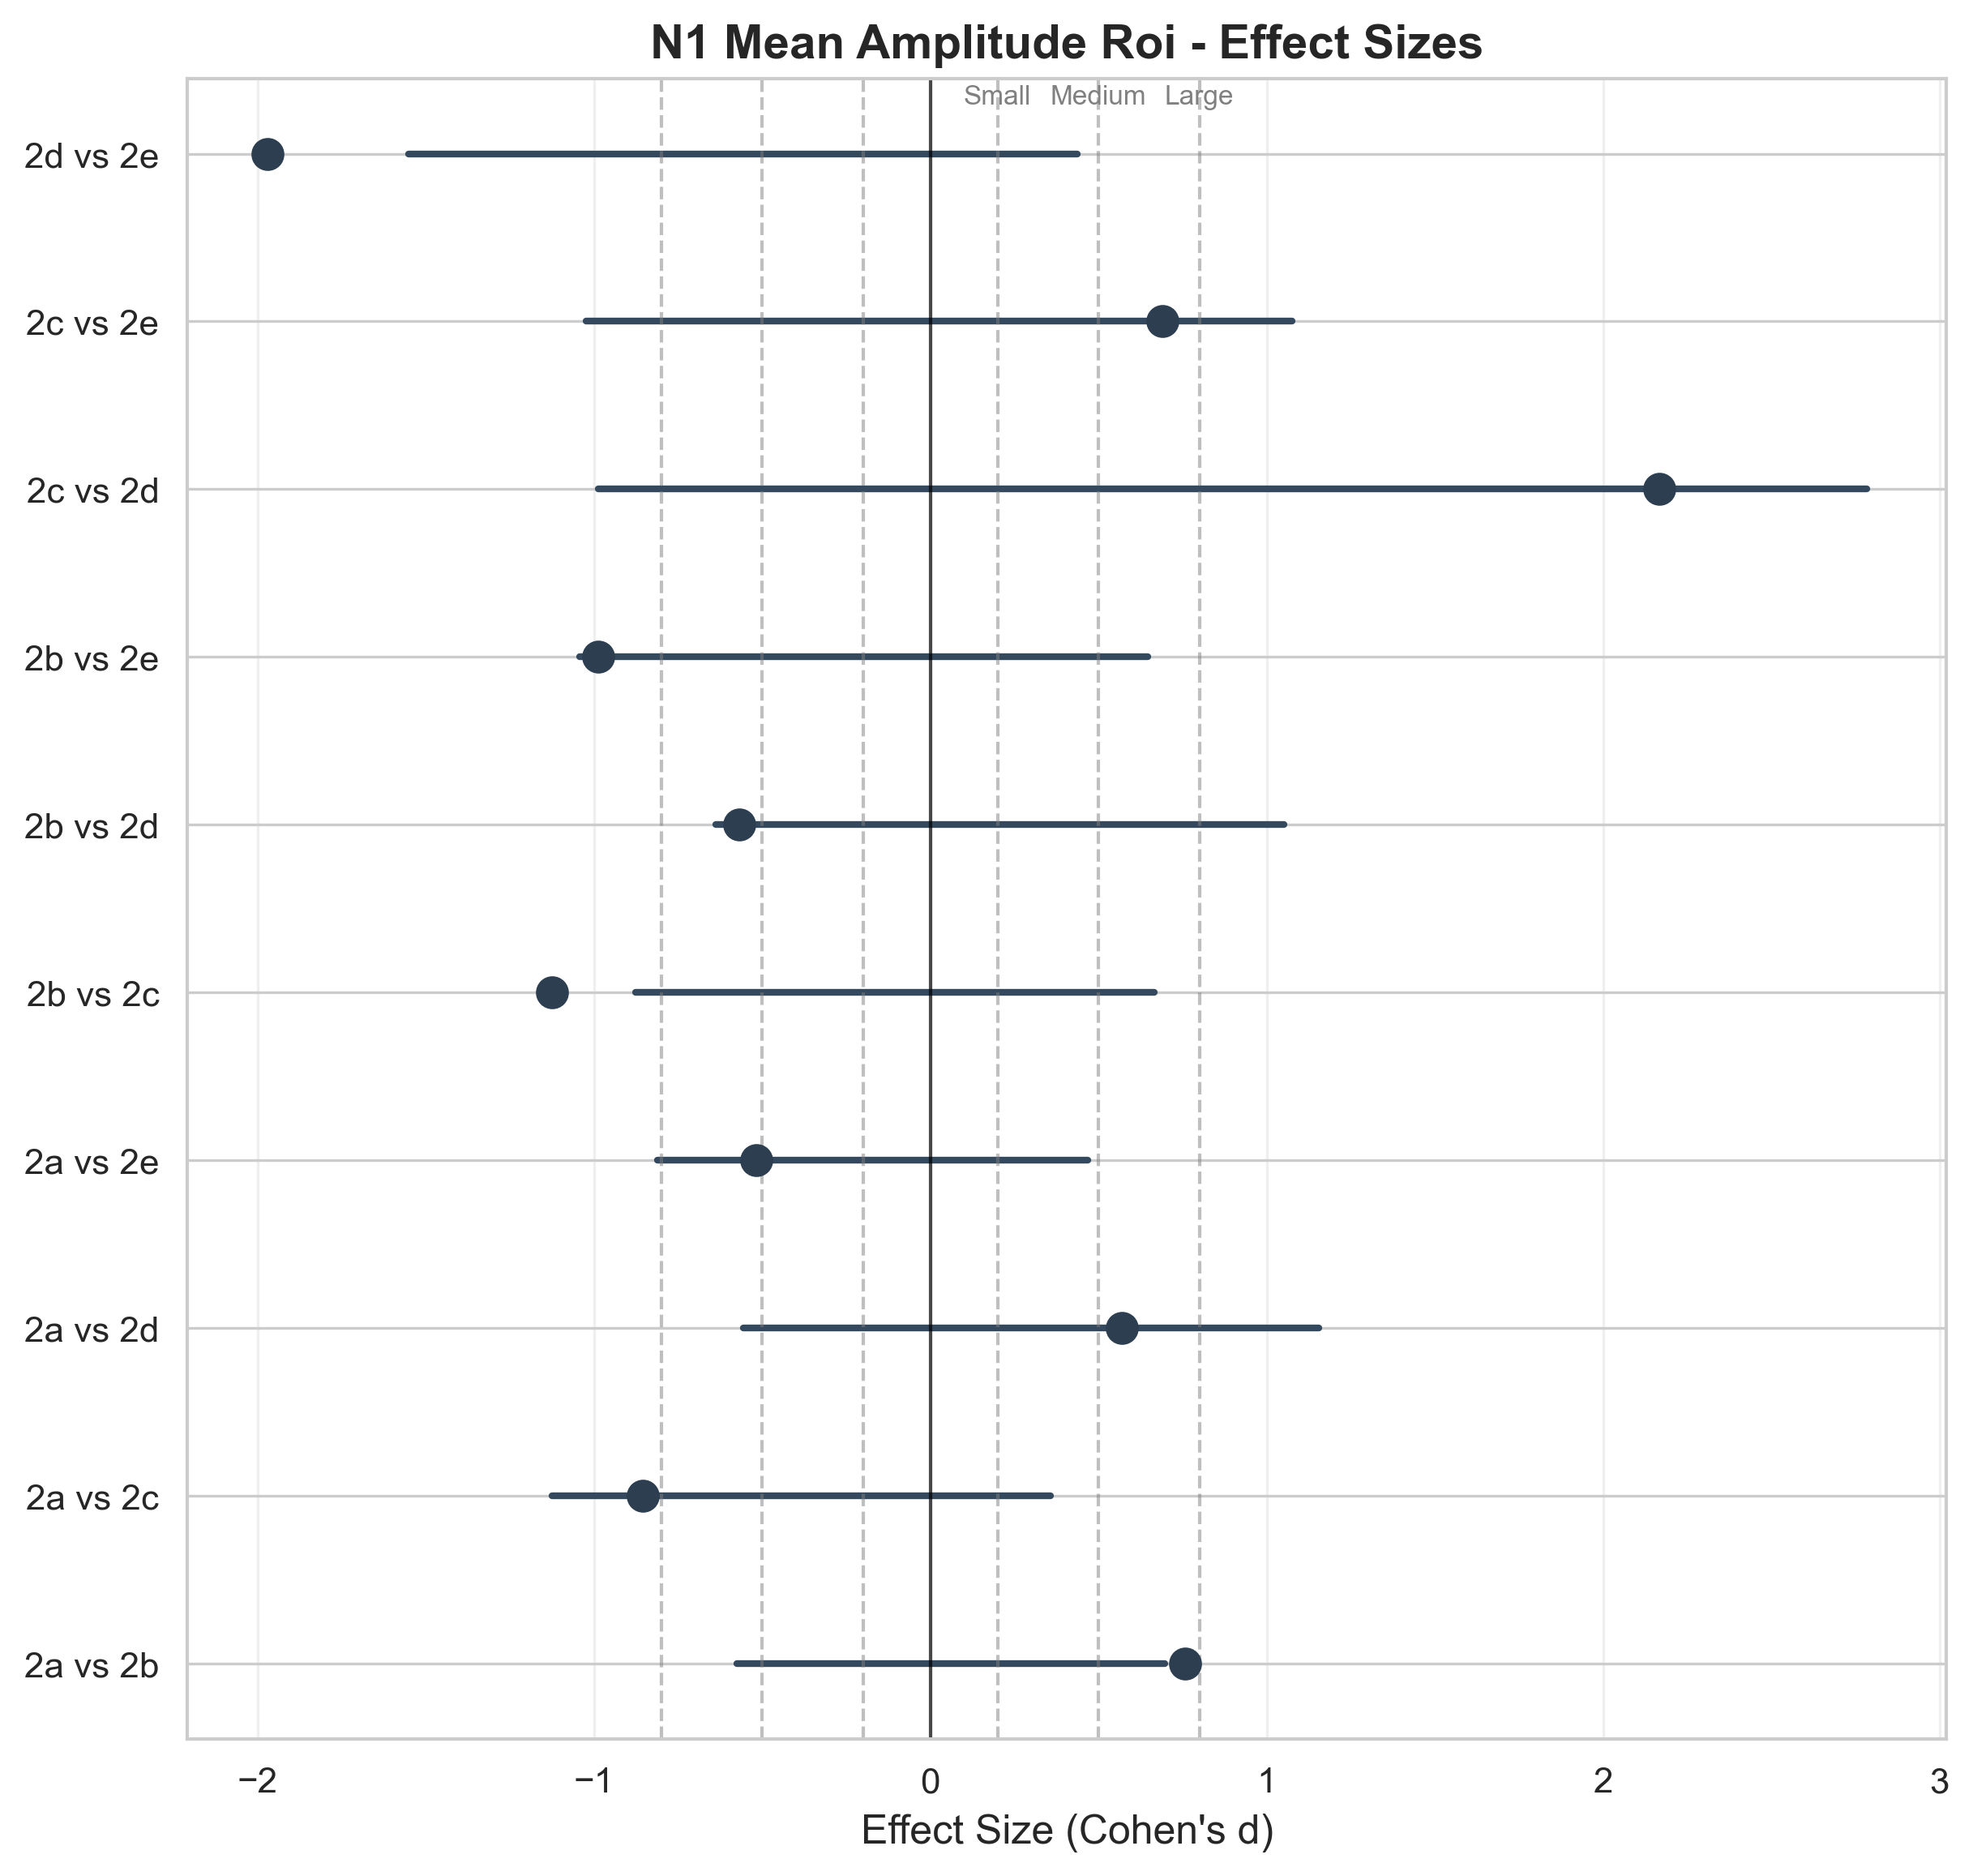 N1 Mean Amplitude Roi - Effect Sizes
Small Medium Large
2d vs 2e
2c vs 2e
2c vs 2d
2b vs 2e
2b vs 2d
2b vs 2c
2a vs 2e
2a vs 2d
2a vs 2c
2a vs 2b
−2 −1 0 1 2 3
Effect Size (Cohen's d)